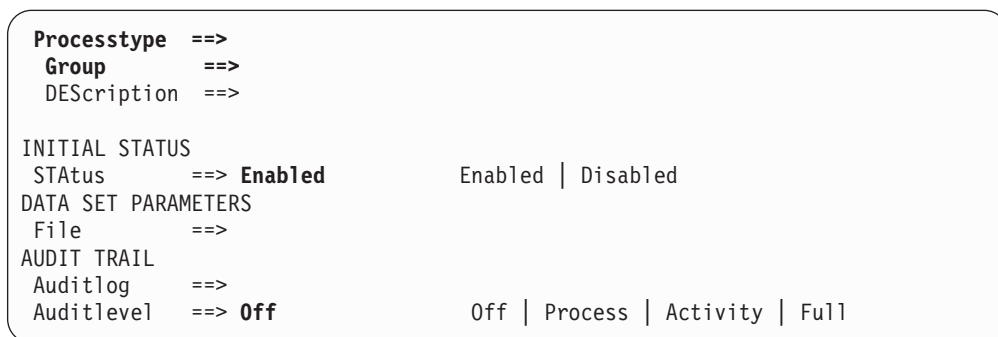 Processtype ==>
Group ==>
DEScription ==>
INITIAL STATUS
STAtus ==> Enabled Enabled | Disabled
DATA SET PARAMETERS
File ==>
AUDIT TRAIL
Auditlog ==>
Auditlevel ==> Off Off | Process | Activity | Full